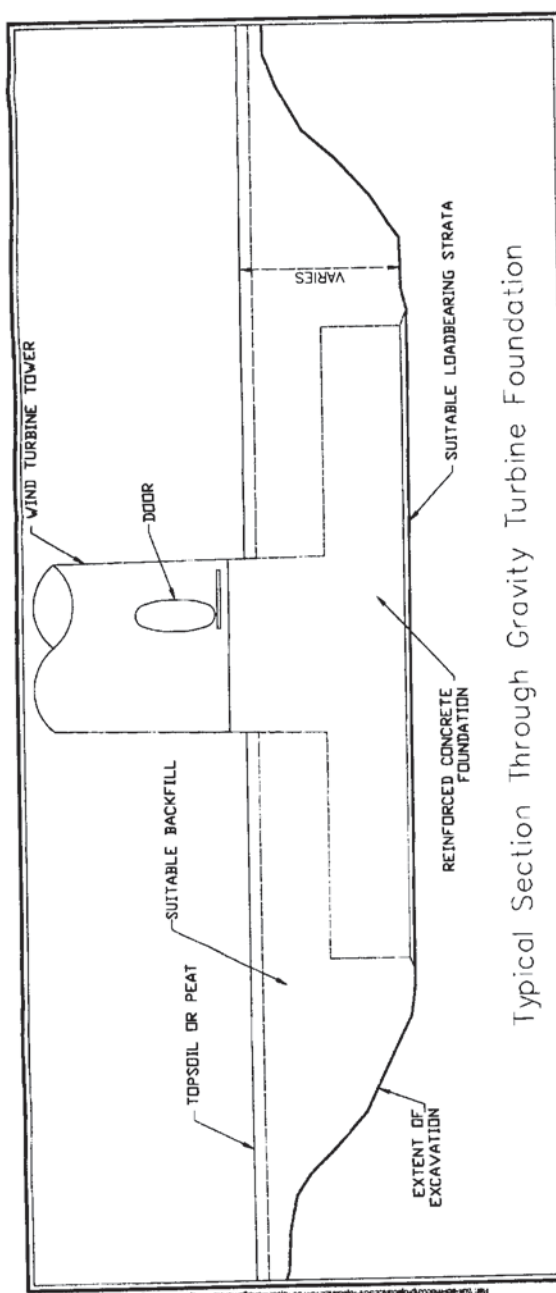 WIND TURBINE TOWER
DOOR
SUITABLE BACKFILL
TOPSOIL OR PEAT
VARIES
EXTENT OF
EXCAVATION
REINFORCED CONCRETE
FOUNDATION
SUITABLE LOADBEARING STRATA
Typical Section Through Gravity Turbine Foundation